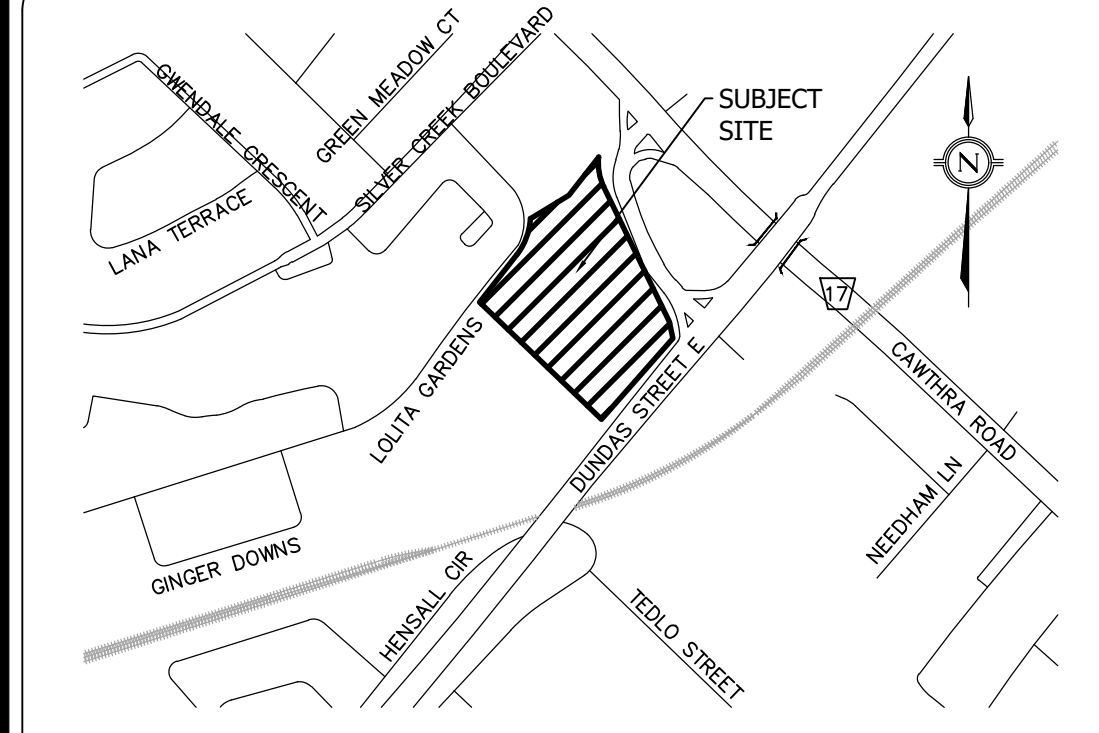 GREEN MEADOW CT
SILVER CREEK BOULEVARD
GWENDALE CRESCENT
LANA TERRACE
SUBJECT
SITE
N
17
CAWTHRA ROAD
LOLITA GARDENS
DUNDAS STREET E
NEEDHAM LN
GINGER DOWNS
HENSALL CIR
TEDLO STREET